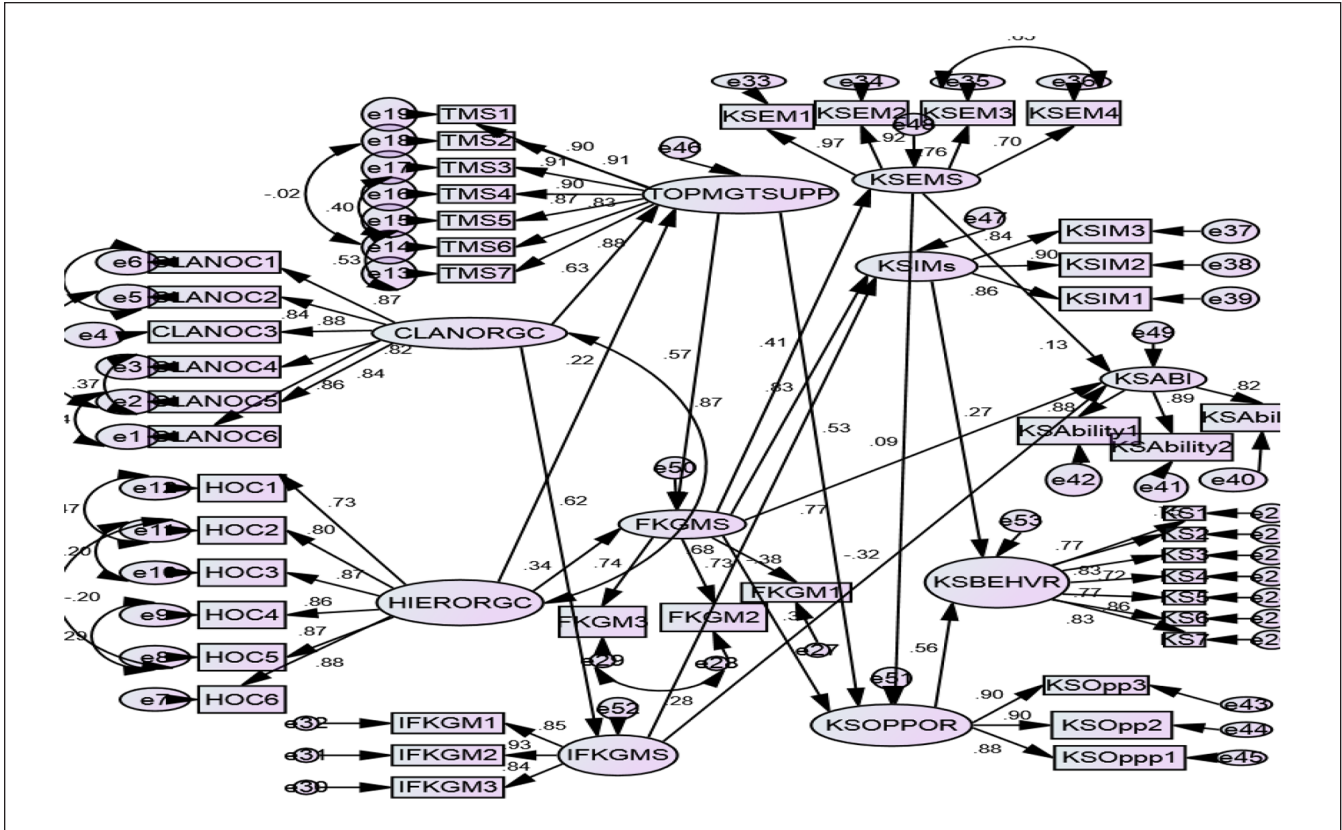 e33
e34
e35
e36
KSEM1
KSEM2
KSEM3
KSEM4
e48
.97
.92
.76
.70
KSEMS
e19
TMS1
e18
TMS2
e17
TMS3
e16
TMS4
e15
TMS5
e14
TMS6
e13
TMS7
-.02
.40
.53
.90
.91
.91
.90
.87
.83
.88
.63
e46
TOPMGTSUPP
e47
KSIMs
.84
.90
.86
KSIM3
e37
KSIM2
e38
KSIM1
e39
e6
CLANOC1
e5
CLANOC2
e4
CLANOC3
e3
CLANOC4
e2
CLANOC5
e1
CLANOC6
.37
.87
.84
.88
.82
.84
.86
CLANORGC
.22
.57
.87
.41
.83
.53
.09
.13
.27
e49
KSABI
.88
.89
.82
KSAbility1
KSAbility2
KSAbil
e42
e41
e40
e12
HOC1
e11
HOC2
e10
HOC3
e9
HOC4
e8
HOC5
e7
HOC6
47
.20
-.20
.29
.73
.80
.87
.86
.87
.88
HIERORGC
.62
.34
.74
e50
FKGMS
.68
.73
-.38
.77
-.32
FKGM3
FKGM2
FKGM1
e29
e28
e27
.28
e53
KSBEHVR
.77
.83
.72
.77
.86
.83
KS1
KS2
KS3
KS4
KS5
KS6
KS7
.56
e51
KSOPPOR
.90
.90
.88
KSOpp3
e43
KSOpp2
e44
KSOppp1
e45
e52
IFKGMS
.85
.93
.84
e32
IFKGM1
e31
IFKGM2
e30
IFKGM3